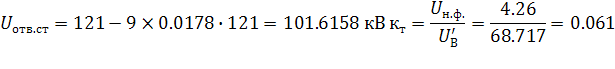 U_отв.ст = 121 − 9 × 0.0178 · 121 = 101.6158 кВ к_т = U_н.ф. / U′_В = 4.26 / 68.717 = 0.061